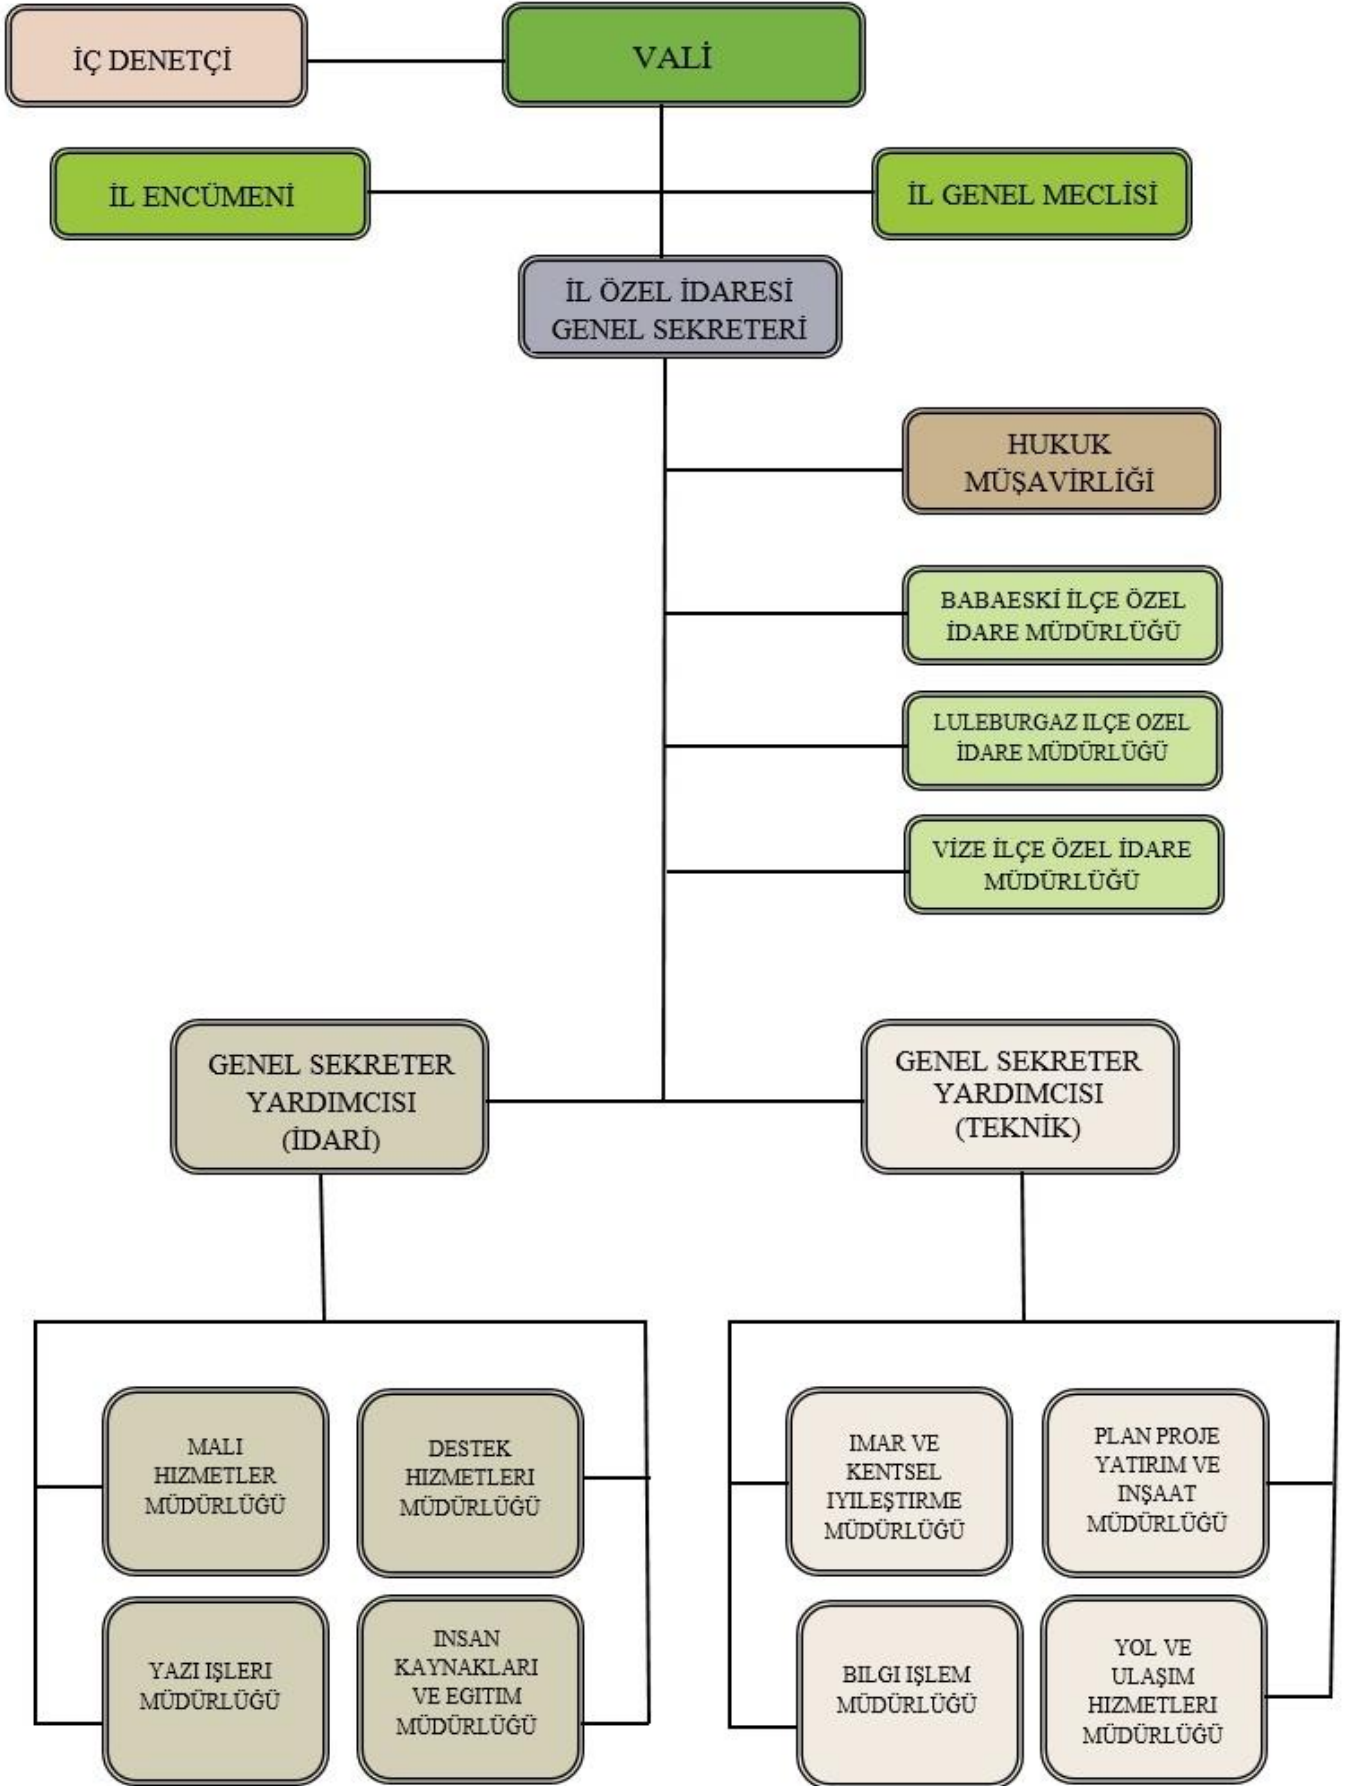 İÇ DENETÇİ
VALİ
İL ENCÜMENİ
İL GENEL MECLİSİ
İL ÖZEL İDARESİ
GENEL SEKRETERİ
HUKUK
MÜŞAVİRLİĞİ
BABAESKİ İLÇE ÖZEL
İDARE MÜDÜRLÜĞÜ
LULEBURGAZ ILÇE OZEL
İDARE MÜDÜRLÜĞÜ
VİZE İLÇE ÖZEL İDARE
MÜDÜRLÜĞÜ
GENEL SEKRETER
YARDIMCISI
(İDARİ)
GENEL SEKRETER
YARDIMCISI
(TEKNİK)
MALI
HIZMETLER
MÜDÜRLÜĞÜ
DESTEK
HIZMETLERI
MÜDÜRLÜĞÜ
IMAR VE
KENTSEL
IYILEŞTIRME
MÜDÜRLÜĞÜ
PLAN PROJE
YATIRIM VE
INŞAAT
MÜDÜRLÜĞÜ
YAZI IŞLERI
MÜDÜRLÜĞÜ
INSAN
KAYNAKLARI
VE EGITIM
MÜDÜRLÜĞÜ
BILGI IŞLEM
MÜDÜRLÜĞÜ
YOL VE
ULAŞIM
HIZMETLERI
MÜDÜRLÜĞÜ